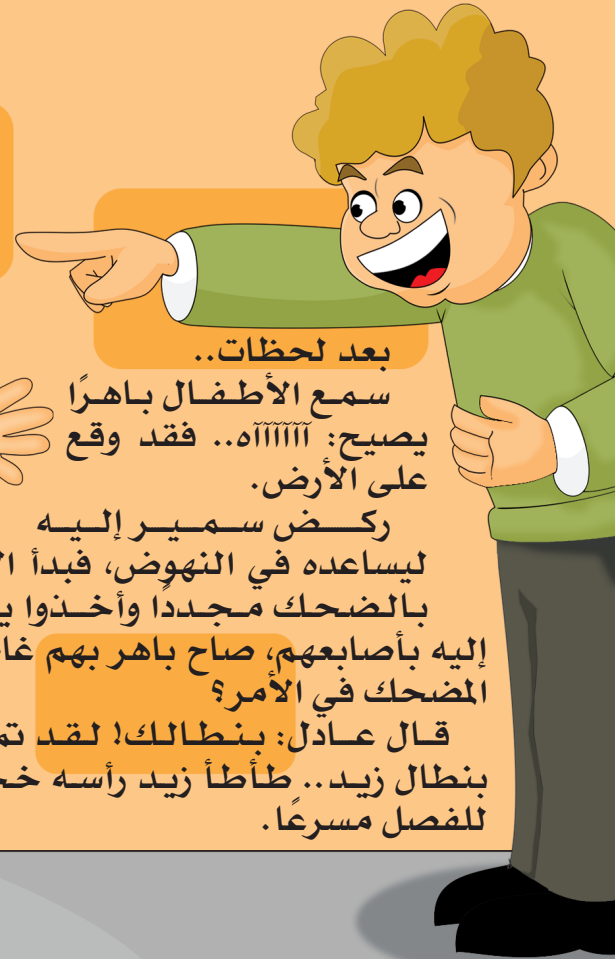 بعد لحظات..
سمع الأطفال باهرًا
يصيح: آآآآآآه.. فقد وقع
على الأرض.
ركض سمير إليه
ليساعده في النهوض، فبدأ
بالضحك مجددًا وأخذوا
إليه بأصابعهم، صاح باهر بهم
المضحك في الأمر؟
قال عادل: بنطالك! لقد
بنطال زيد.. طأطأ زيد رأسه
للفصل مسرعًا.